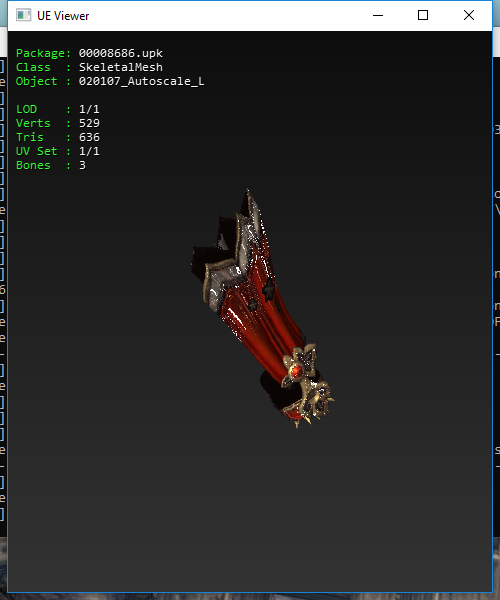 UE Viewer
Package: 00008686.upk
Class : SkeletalMesh
Object : 020107_Autoscale_L
LOD : 1/1
Verts : 529
Tris : 636
UV Set : 1/1
Bones : 3